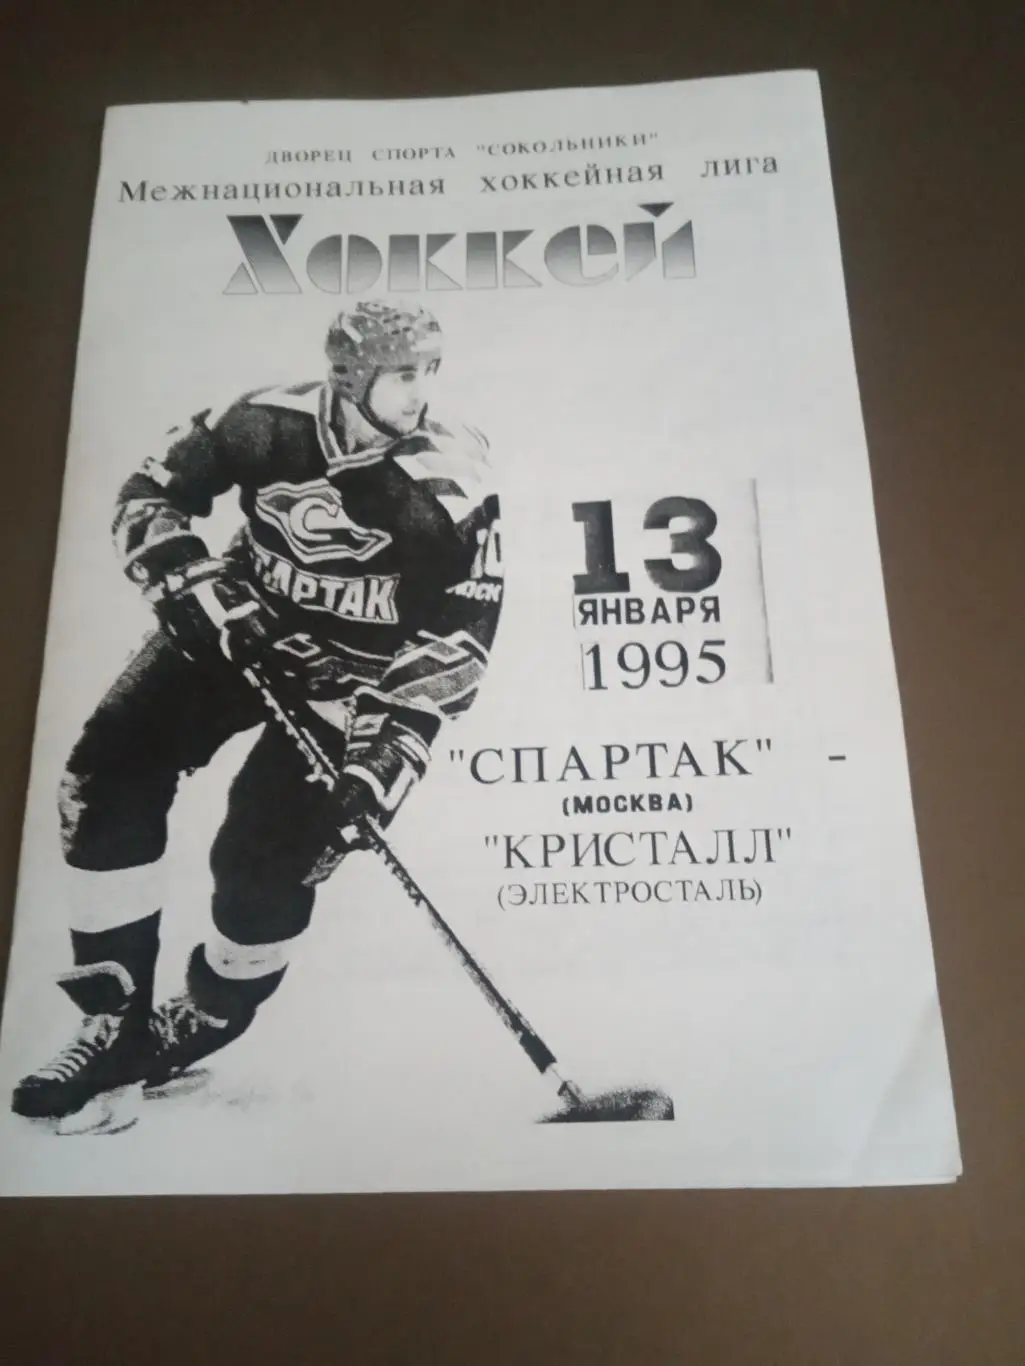 ДВОРЕЦ СПОРТА "СОКОЛЬНИКИ"
Межнациональная хоккейная лига
Хоккей
С
СПАРТАК
13
ЯНВАРЯ
1995
"СПАРТАК" -
(МОСКВА)
"КРИСТАЛЛ"
(ЭЛЕКТРОСТАЛЬ)